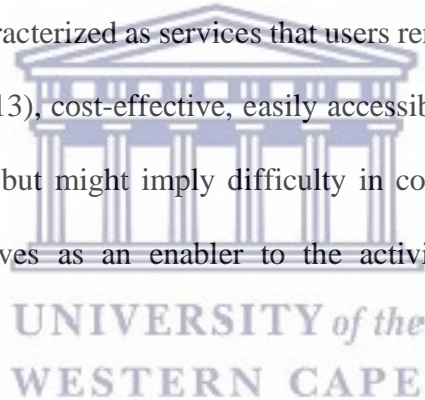 racterized as services that users ren
13), cost-effective, easily accessib
but might imply difficulty in co
ves as an enabler to the activi
UNIVERSITY of the
WESTERN CAPE